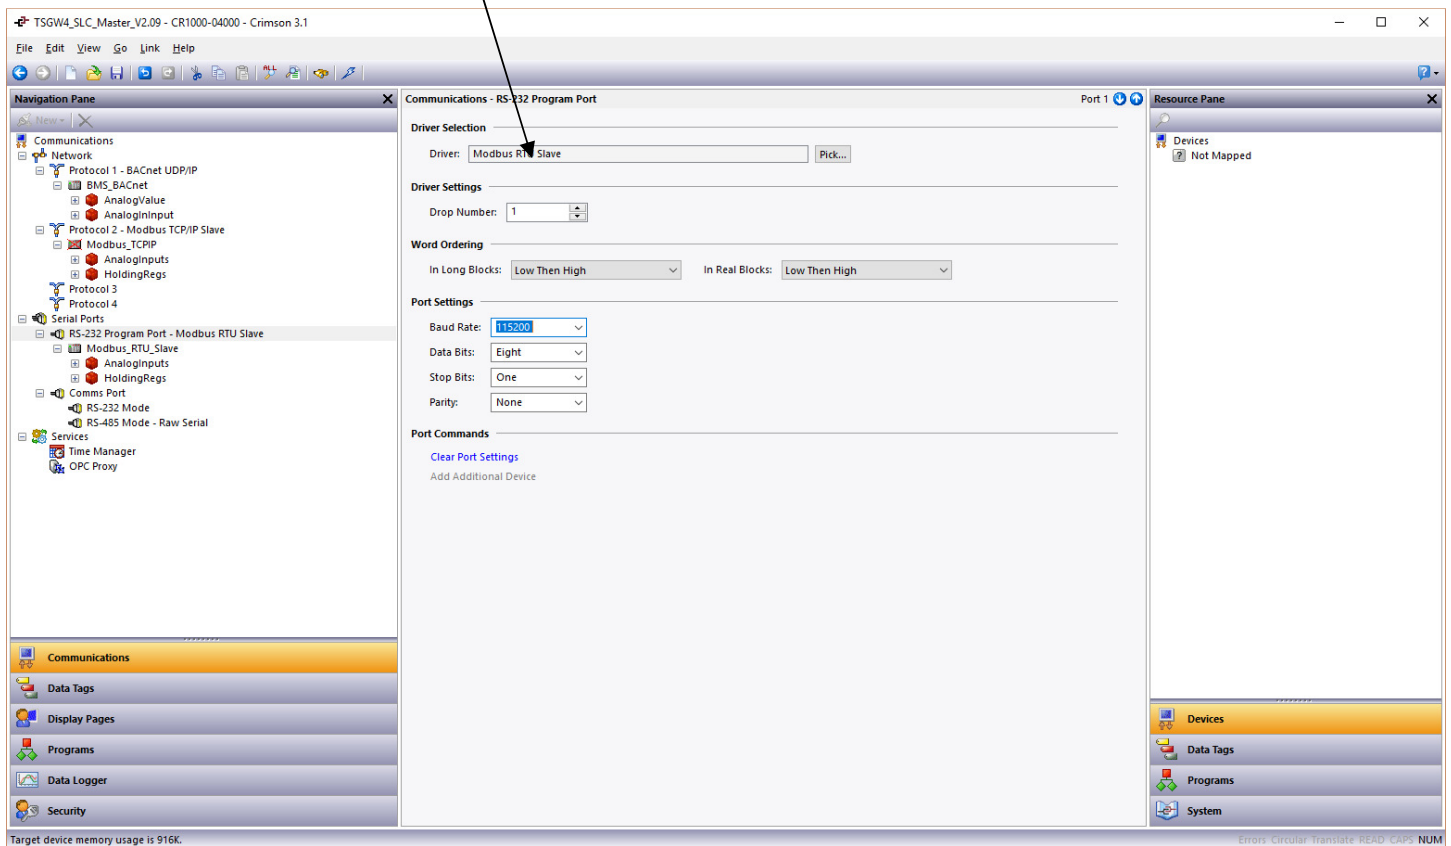 TSGW4_SLC_Master_V2.09 - CR1000-04000 - Crimson 3.1
File Edit View Go Link Help
Navigation Pane
New
Communications
Network
Protocol 1 - BACnet UDP/IP
BMS_BACnet
AnalogValue
AnalogInInput
Protocol 2 - Modbus TCP/IP Slave
Modbus_TCPIP
AnalogInputs
HoldingRegs
Protocol 3
Protocol 4
Serial Ports
RS-232 Program Port - Modbus RTU Slave
Modbus_RTU_Slave
AnalogInputs
HoldingRegs
Comms Port
RS-232 Mode
RS-485 Mode - Raw Serial
Services
Time Manager
OPC Proxy
Communications
Data Tags
Display Pages
Programs
Data Logger
Security
Communications - RS-232 Program Port Port 1
Driver Selection
Driver: Modbus RTU Slave Pick...
Driver Settings
Drop Number: 1
Word Ordering
In Long Blocks: Low Then High In Real Blocks: Low Then High
Port Settings
Baud Rate: 115200
Data Bits: Eight
Stop Bits: One
Parity: None
Port Commands
Clear Port Settings
Add Additional Device
Resource Pane
Devices
Not Mapped
Devices
Data Tags
Programs
System
Target device memory usage is 916K.
Errors Circular Translate READ CAPS NUM